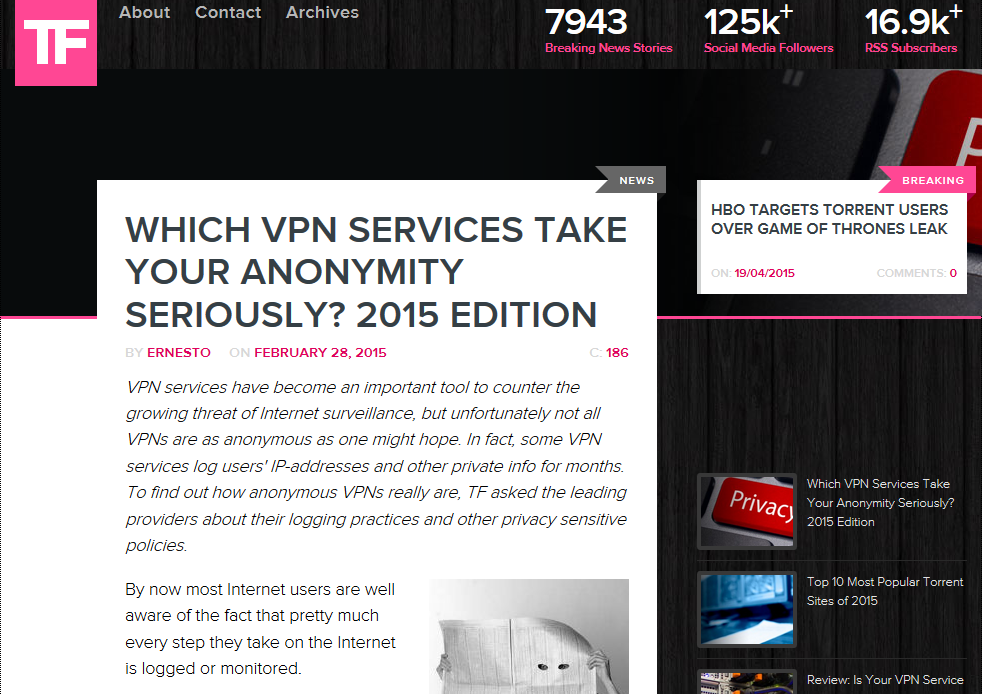 TF
About Contact Archives
7943
Breaking News Stories
125k+
Social Media Followers
16.9k+
RSS Subscribers
NEWS
WHICH VPN SERVICES TAKE
YOUR ANONYMITY
SERIOUSLY? 2015 EDITION
BY ERNESTO ON FEBRUARY 28, 2015 C: 186
VPN services have become an important tool to counter the
growing threat of Internet surveillance, but unfortunately not all
VPNs are as anonymous as one might hope. In fact, some VPN
services log users' IP-addresses and other private info for months.
To find out how anonymous VPNs really are, TF asked the leading
providers about their logging practices and other privacy sensitive
policies.
By now most Internet users are well
aware of the fact that pretty much
every step they take on the Internet
is logged or monitored.
BREAKING
HBO TARGETS TORRENT USERS
OVER GAME OF THRONES LEAK
ON: 19/04/2015 COMMENTS: 0
Privacy
Which VPN Services Take
Your Anonymity Seriously?
2015 Edition
Top 10 Most Popular Torrent
Sites of 2015
Review: Is Your VPN Service